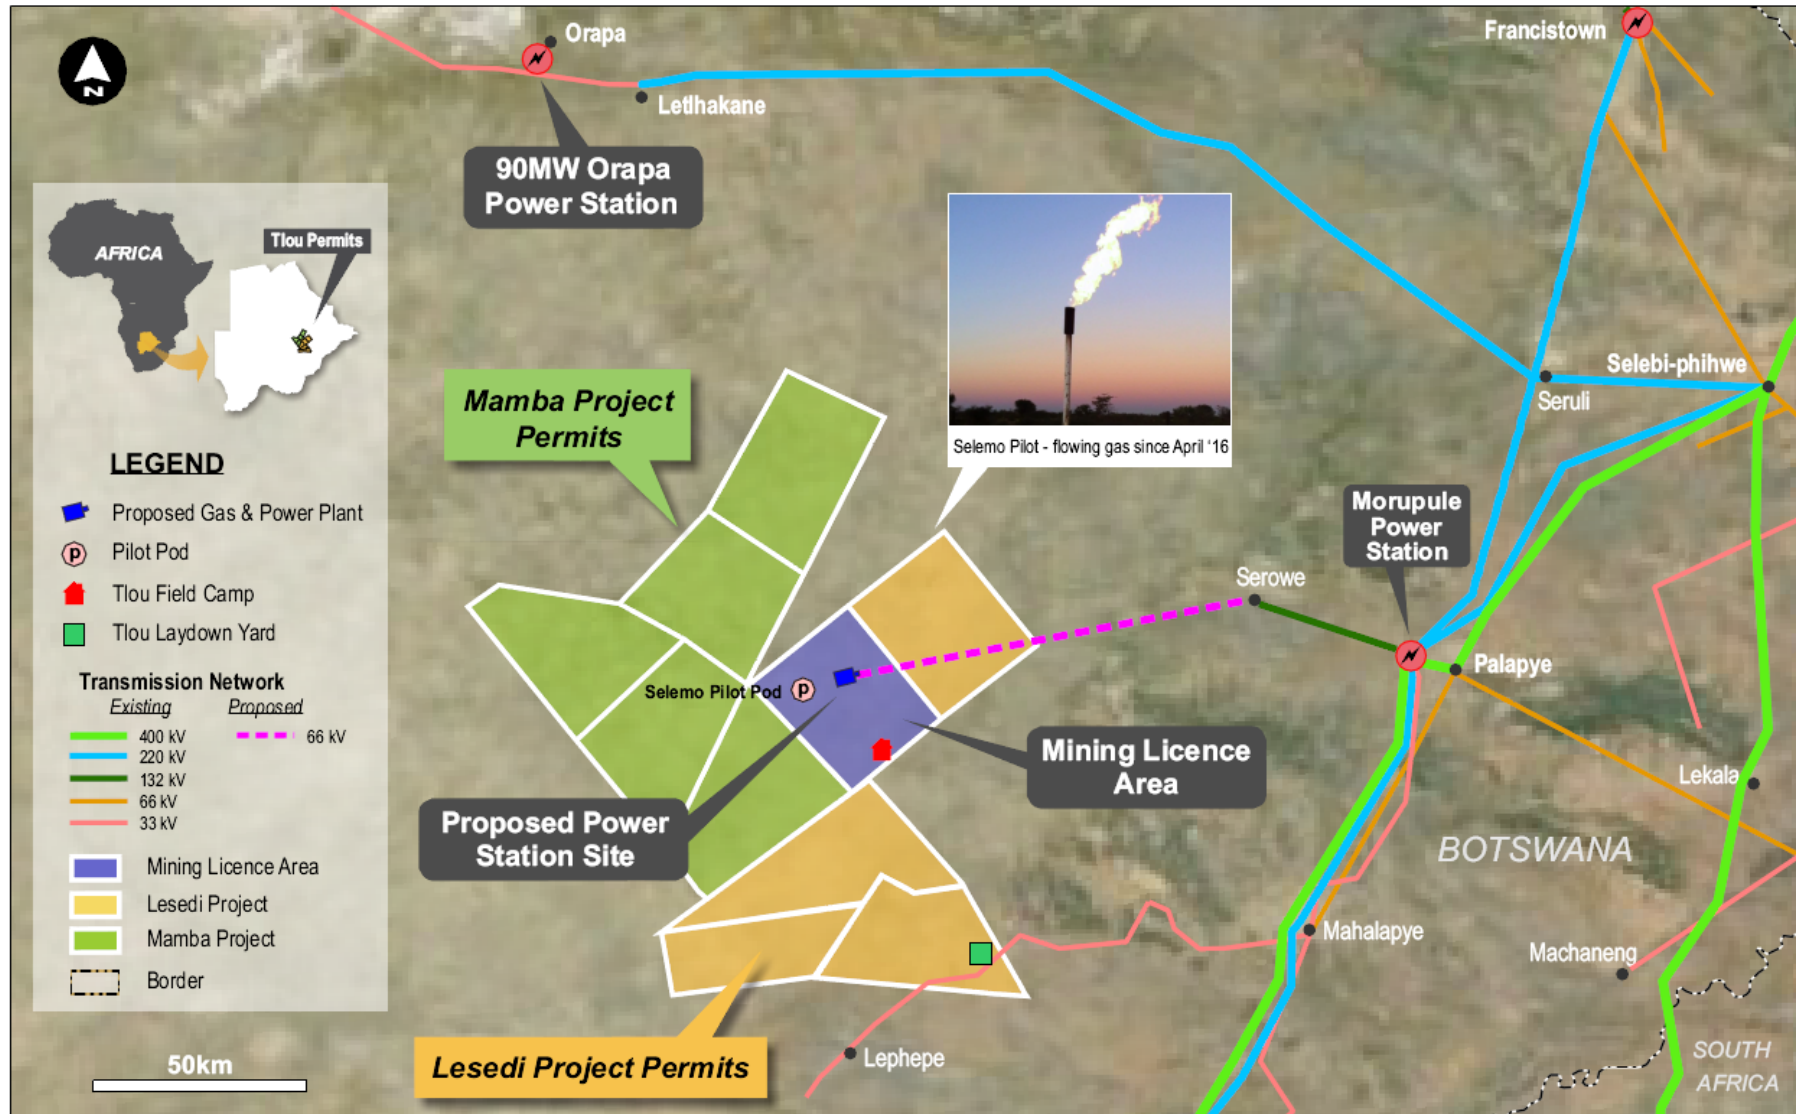 Orapa
Francistown
N
Letlhakane
90MW Orapa
Power Station
AFRICA
Tlou Permits
Selemo Pilot - flowing gas since April '16
Mamba Project
Permits
Selebi-phihwe
Seruli
LEGEND
Proposed Gas & Power Plant
P
Pilot Pod
Tlou Field Camp
Tlou Laydown Yard
Transmission Network
Existing
Proposed
400 kV
66 kV
220 kV
132 kV
66 kV
33 kV
Mining Licence Area
Lesedi Project
Mamba Project
Border
50km
Morupule
Power
Station
Serowe
Palapye
Selemo Pilot Pod
P
Mining Licence
Area
Proposed Power
Station Site
Lekala
BOTSWANA
Mahalapye
Machaneng
Lesedi Project Permits
Lephepe
SOUTH
AFRICA